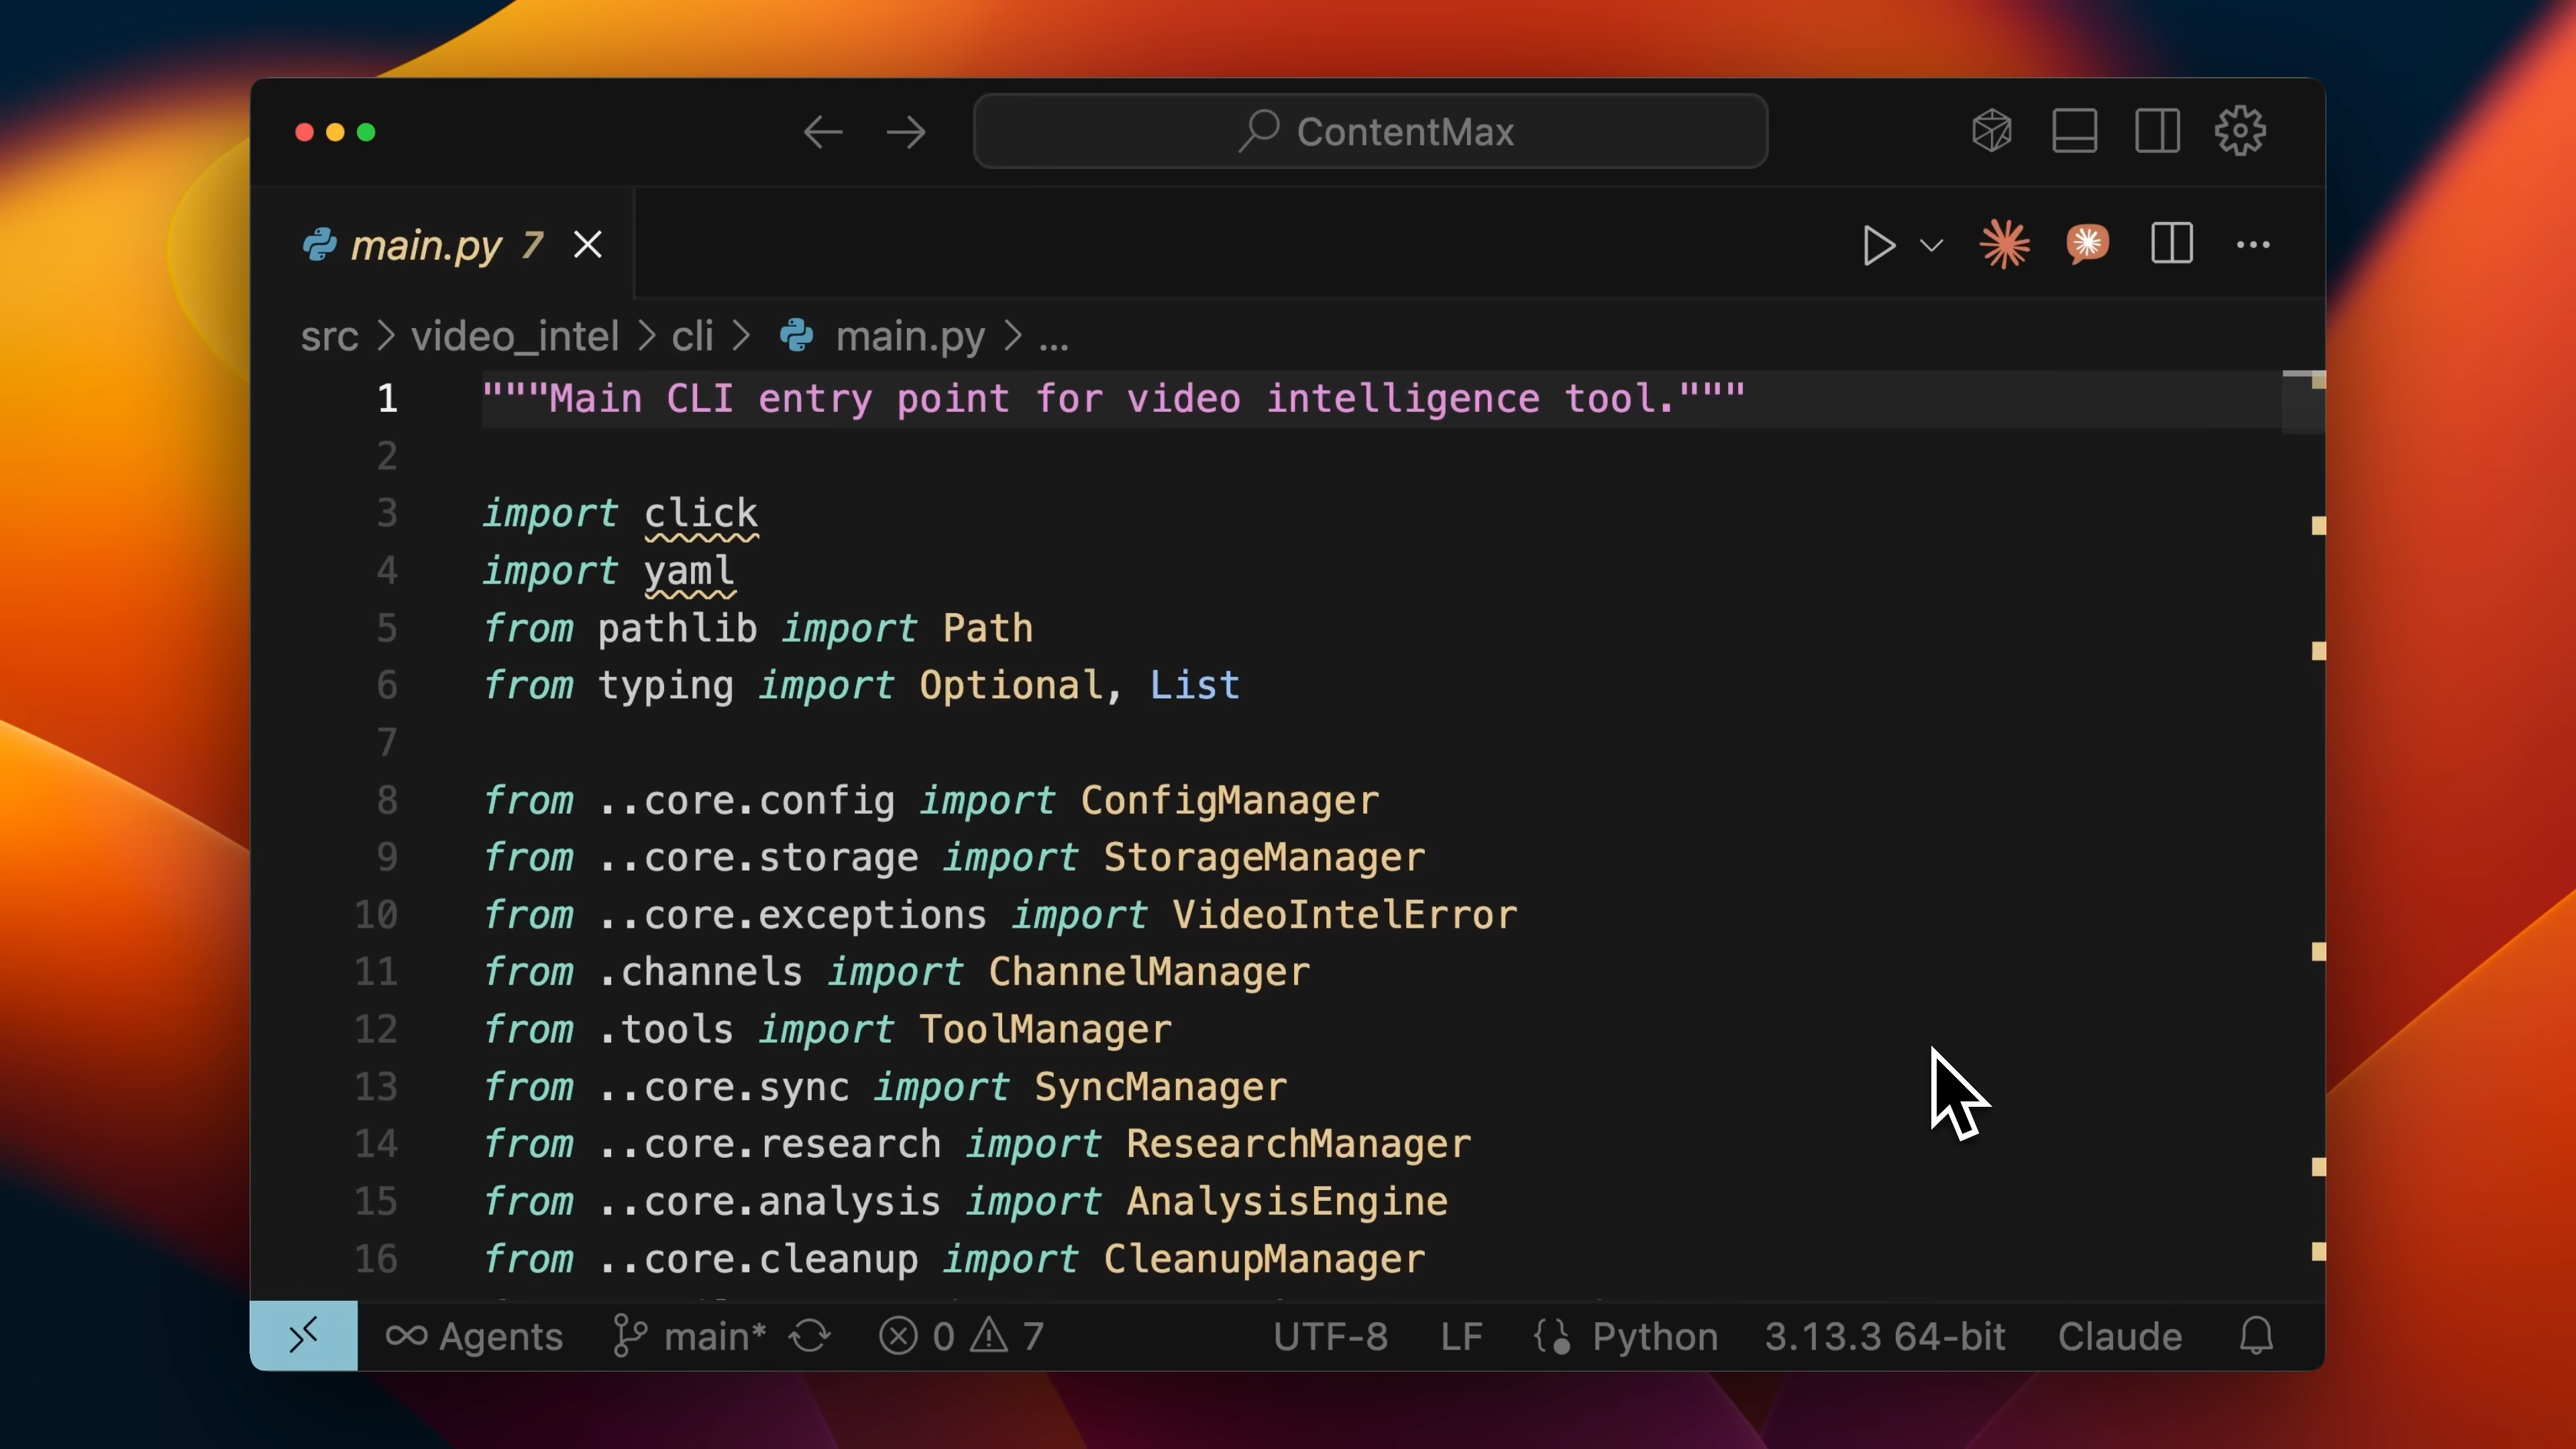 ContentMax
main.py 7
src > video_intel > cli > main.py > ...
1 """Main CLI entry point for video intelligence tool."""
2
3 import click
4 import yaml
5 from pathlib import Path
6 from typing import Optional, List
7
8 from ..core.config import ConfigManager
9 from ..core.storage import StorageManager
10 from ..core.exceptions import VideoIntelError
11 from .channels import ChannelManager
12 from .tools import ToolManager
13 from ..core.sync import SyncManager
14 from ..core.research import ResearchManager
15 from ..core.analysis import AnalysisEngine
16 from ..core.cleanup import CleanupManager
Agents main* 0 7 UTF-8 LF Python 3.13.3 64-bit Claude